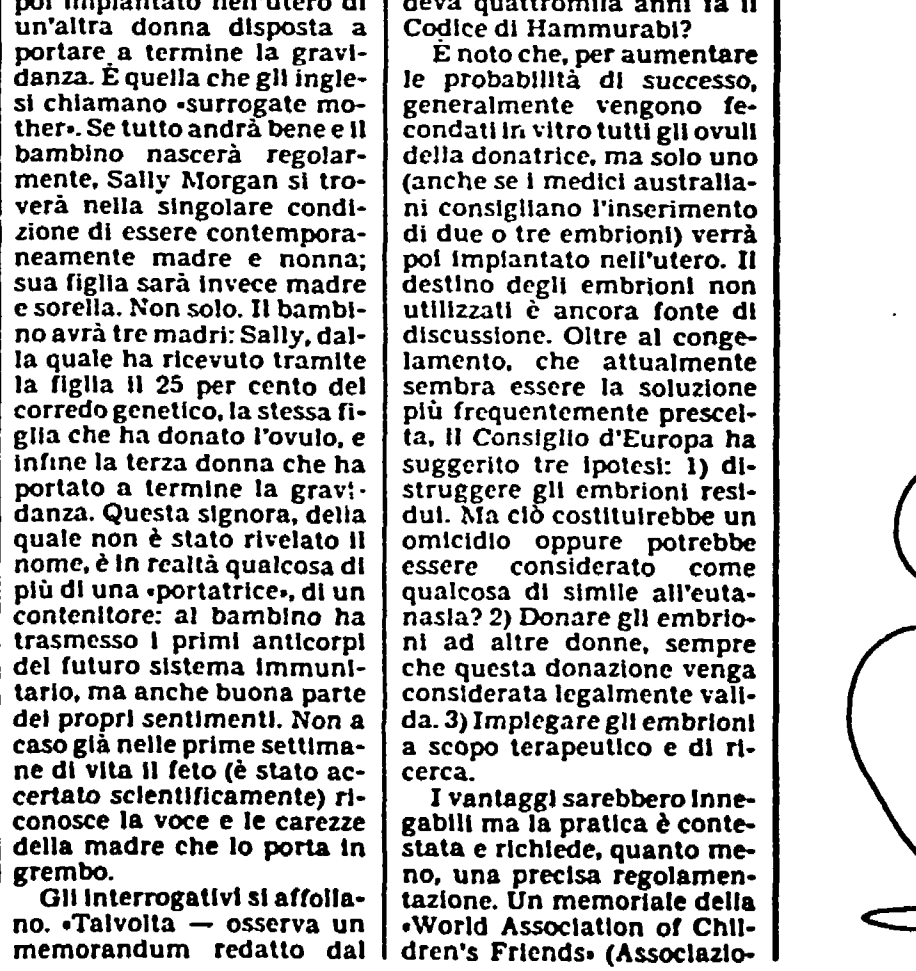 poi impiantato nell'utero di
un'altra donna disposta a
portare a termine la gravi-
danza. È quella che gli ingle-
si chiamano «surrogate mo-
ther». Se tutto andrà bene e il
bambino nascerà regolar-
mente, Sally Morgan si tro-
verà nella singolare condi-
zione di essere contempora-
neamente madre e nonna;
sua figlia sarà invece madre
e sorella. Non solo. Il bambi-
no avrà tre madri: Sally, dal-
la quale ha ricevuto tramite
la figlia il 25 per cento del
corredo genetico, la stessa fi-
glia che ha donato l'ovulo, e
infine la terza donna che ha
portato a termine la gravi-
danza. Questa signora, della
quale non è stato rivelato il
nome, è in realtà qualcosa di
più di una «portatrice», di un
contenitore: al bambino ha
trasmesso i primi anticorpi
del futuro sistema immuni-
tario, ma anche buona parte
dei propri sentimenti. Non a
caso già nelle prime settima-
ne di vita il feto (è stato ac-
certato scientificamente) ri-
conosce la voce e le carezze
della madre che lo porta in
grembo.
Gli interrogativi si affolla-
no. «Talvolta — osserva un
memorandum redatto dal
deva quattromila anni fa il
Codice di Hammurabi?
È noto che, per aumentare
le probabilità di successo,
generalmente vengono fe-
condati in vitro tutti gli ovuli
della donatrice, ma solo uno
(anche se i medici australia-
ni consigliano l'inserimento
di due o tre embrioni) verrà
poi impiantato nell'utero. Il
destino degli embrioni non
utilizzati è ancora fonte di
discussione. Oltre al conge-
lamento, che attualmente
sembra essere la soluzione
più frequentemente prescel-
ta, il Consiglio d'Europa ha
suggerito tre ipotesi: 1) di-
struggere gli embrioni resi-
dui. Ma ciò costituirebbe un
omicidio oppure potrebbe
essere considerato come
qualcosa di simile all'euta-
nasia? 2) Donare gli embrio-
ni ad altre donne, sempre
che questa donazione venga
considerata legalmente vali-
da. 3) Impiegare gli embrioni
a scopo terapeutico e di ri-
cerca.
I vantaggi sarebbero inne-
gabili ma la pratica è conte-
stata e richiede, quanto me-
no, una precisa regolamen-
tazione. Un memoriale della
«World Association of Chil-
dren's Friends» (Associazio-